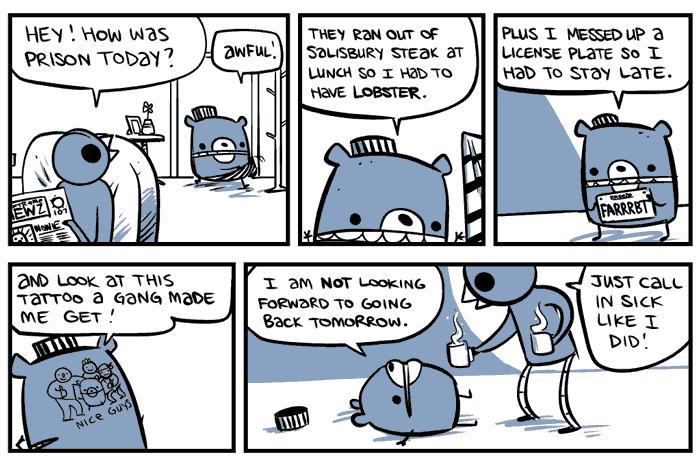 HEY! HOW WAS
PRISON TODAY?
AWFUL!
EWZ
MOVIE
THEY RAN OUT OF
SALISBURY STEAK AT
LUNCH SO I HAD TO
HAVE LOBSTER.
PLUS I MESSED UP A
LICENSE PLATE SO I
HAD TO STAY LATE.
FARRRBT
AND LOOK AT THIS
TATTOO A GANG MADE
ME GET!
NICE GUYS
I AM NOT LOOKING
FORWARD TO GOING
BACK TOMORROW.
JUST CALL
IN SICK
LIKE I
DID!